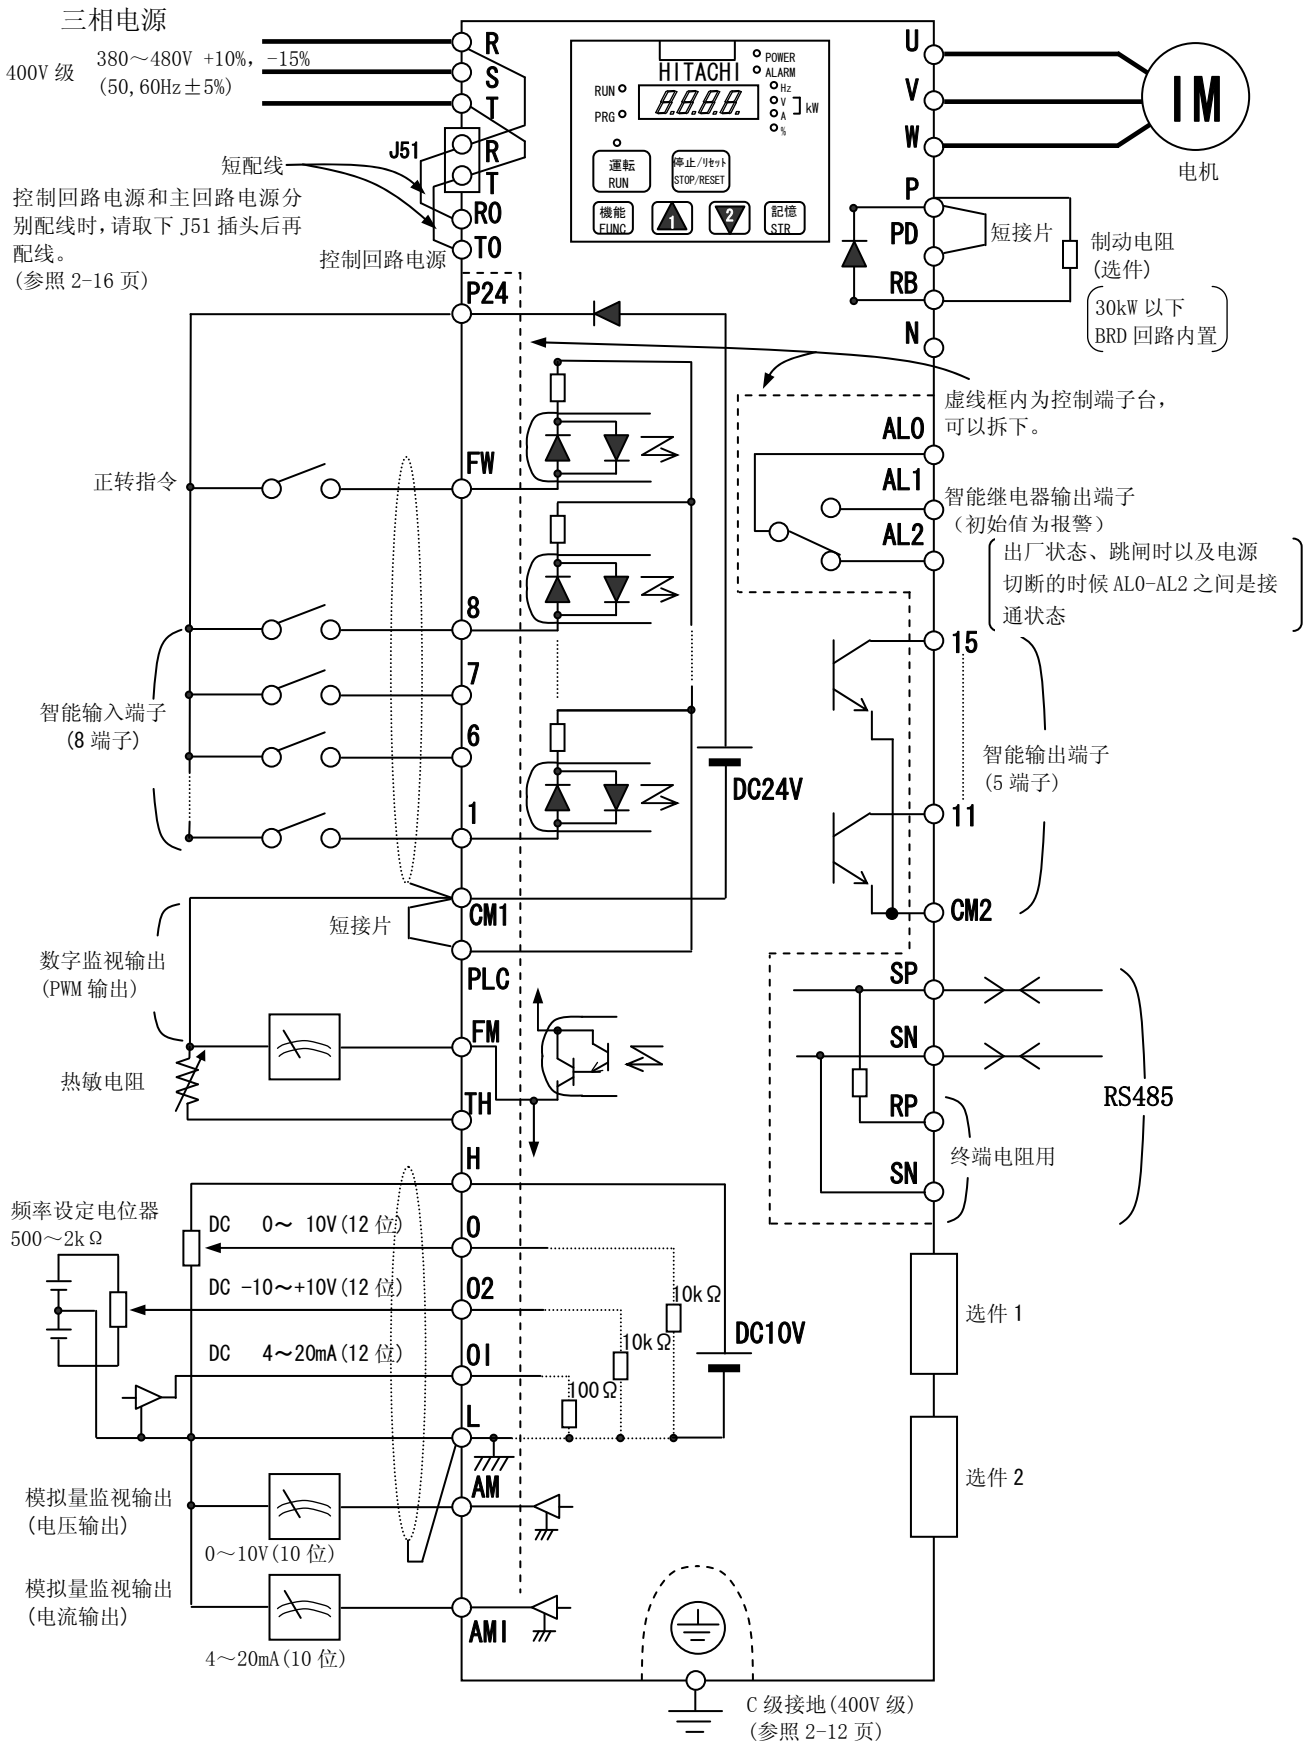 三相电源
400V 级
380～480V +10%, -15%
(50,60Hz±5%)
R
S
T
J51
R
T
R0
T0
短配线
控制回路电源和主回路电源分
别配线时,请取下 J51 插头后再
配线。
(参照 2-16 页)
控制回路电源
HITACHI
POWER
ALARM
RUN
PRG
8.8.8.8.
Hz
V
A
kW
%
運転
RUN
停止/リセット
STOP/RESET
機能
FUNC
1
2
記憶
STR
U
V
W
IM
电机
P
PD
RB
N
短接片
制动电阻
(选件)
30kW 以下
BRD 回路内置
P24
虚线框内为控制端子台,
可以拆下。
正转指令
FW
8
7
6
1
智能输入端子
(8 端子)
DC24V
AL0
AL1
AL2
智能继电器输出端子
（初始值为报警）
出厂状态、跳闸时以及电源
切断的时候 AL0-AL2 之间是接
通状态
15
11
CM2
智能输出端子
(5 端子)
CM1
短接片
PLC
数字监视输出
(PWM 输出)
FM
热敏电阻
TH
SP
SN
RP
SN
RS485
终端电阻用
H
频率设定电位器
500～2kΩ
DC 0～ 10V(12 位)
O
DC -10～+10V(12 位)
O2
DC 4～20mA(12 位)
OI
L
10kΩ
10kΩ
100Ω
DC10V
选件 1
选件 2
模拟量监视输出
(电压输出)
0～10V(10 位)
AM
模拟量监视输出
(电流输出)
4～20mA(10 位)
AMI
C 级接地(400V 级)
(参照 2-12 页)